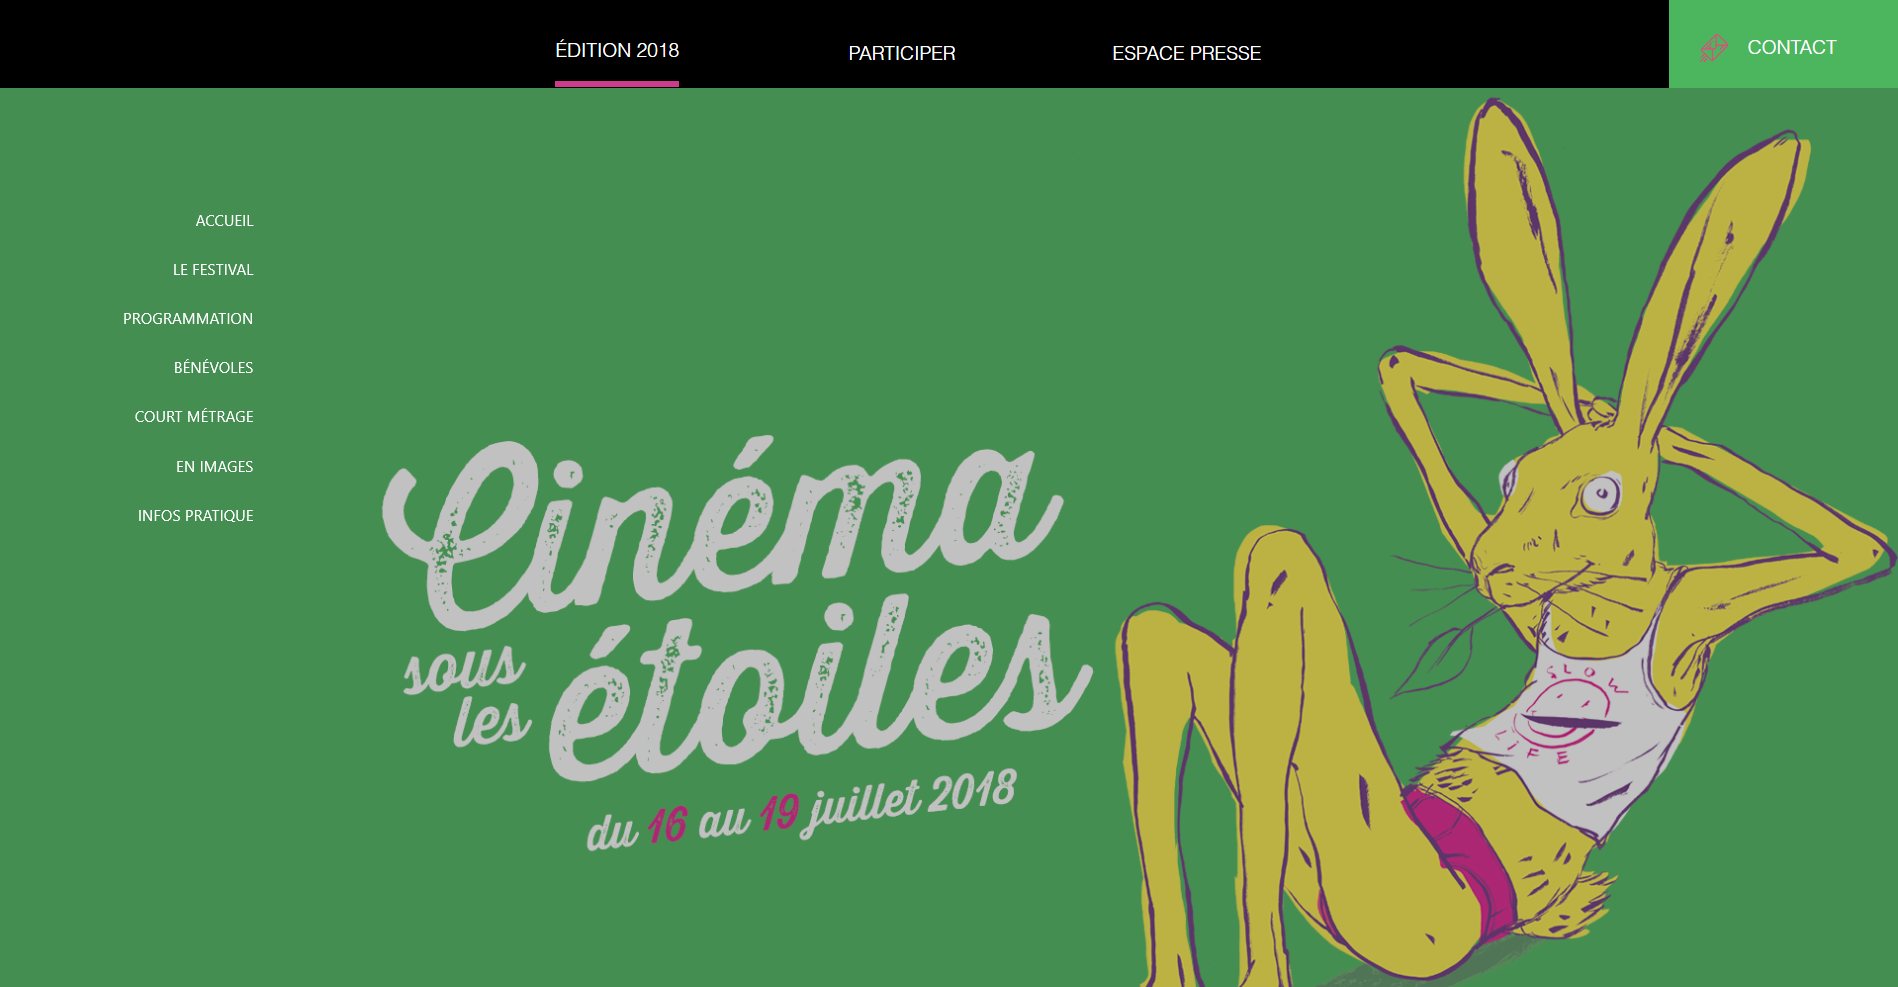 ÉDITION 2018
PARTICIPER
ESPACE PRESSE
CONTACT
ACCUEIL
LE FESTIVAL
PROGRAMMATION
BÉNÉVOLES
COURT MÉTRAGE
EN IMAGES
INFOS PRATIQUE
Cinéma
sous
les
étoiles
du 16 au 19 juillet 2018
SLOW
LiFE